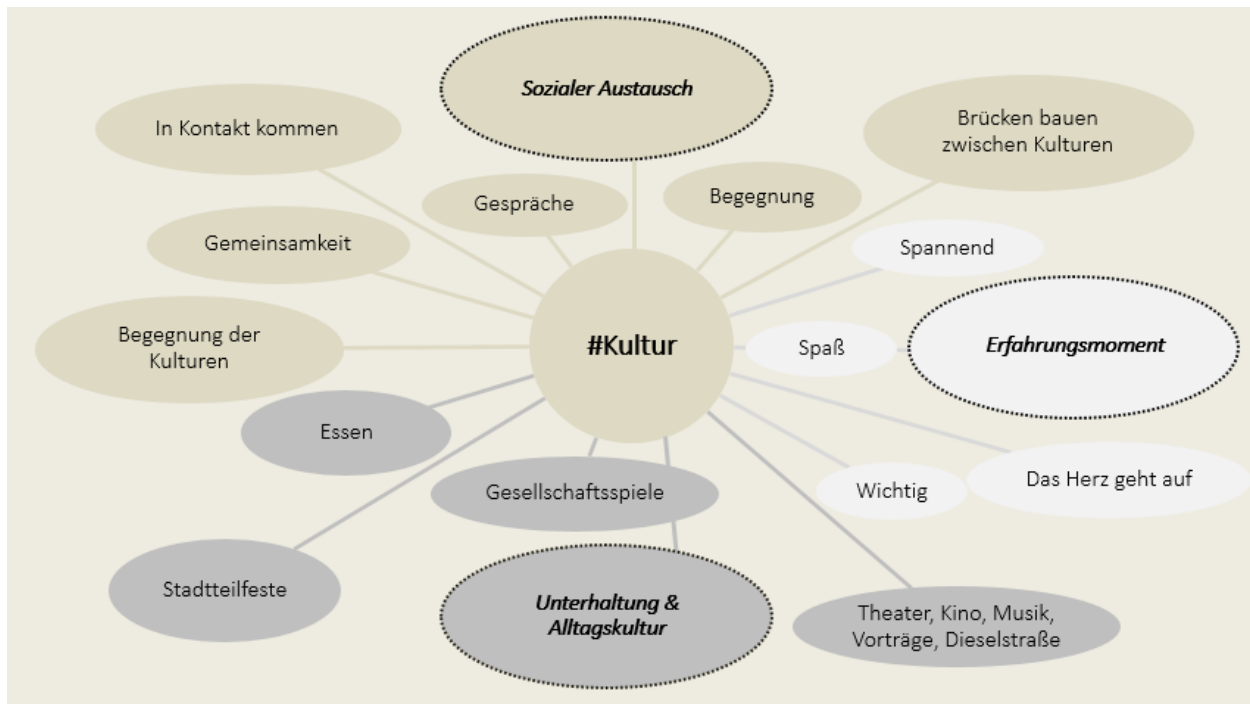 Sozialer Austausch
In Kontakt kommen
Brücken bauen
zwischen Kulturen
Gespräche
Begegnung
Gemeinsamkeit
Spannend
Begegnung der
Kulturen
#Kultur
Spaß
Erfahrungsmoment
Essen
Gesellschaftsspiele
Wichtig
Das Herz geht auf
Stadtteilfeste
Unterhaltung &
Alltagskultur
Theater, Kino, Musik,
Vorträge, Dieselstraße